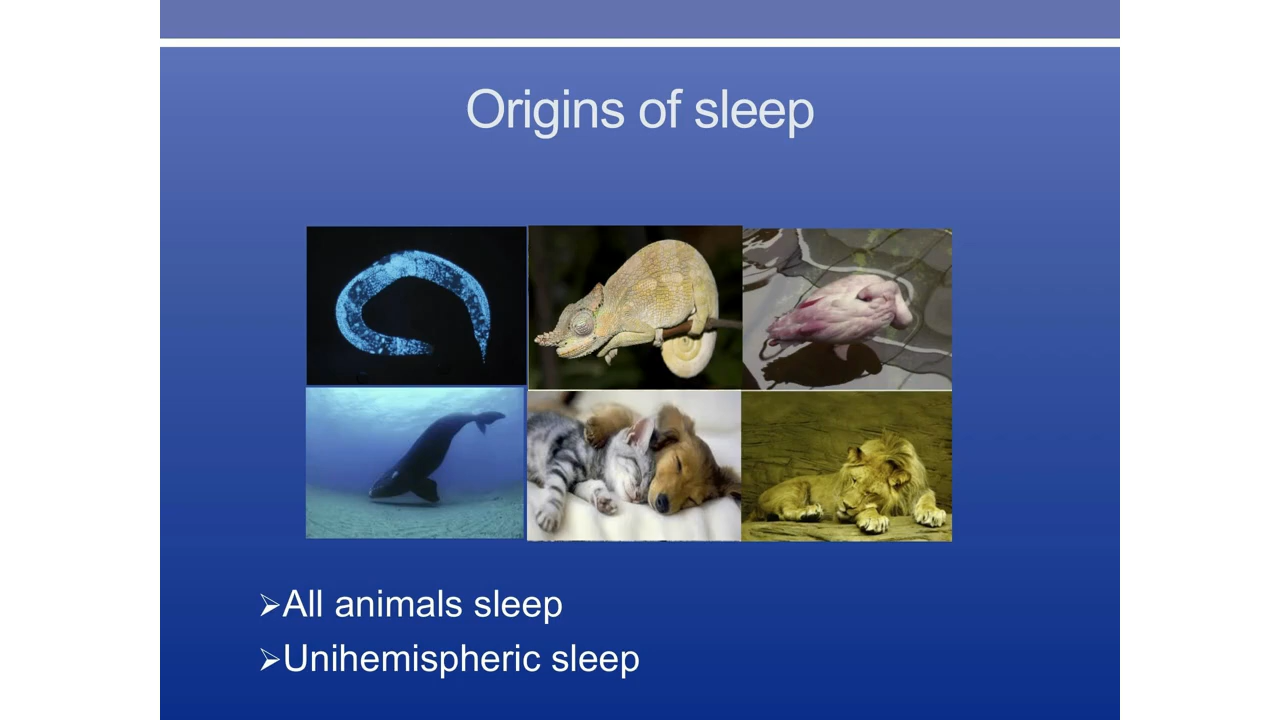 Origins of sleep
➢All animals sleep
➢Unihemispheric sleep